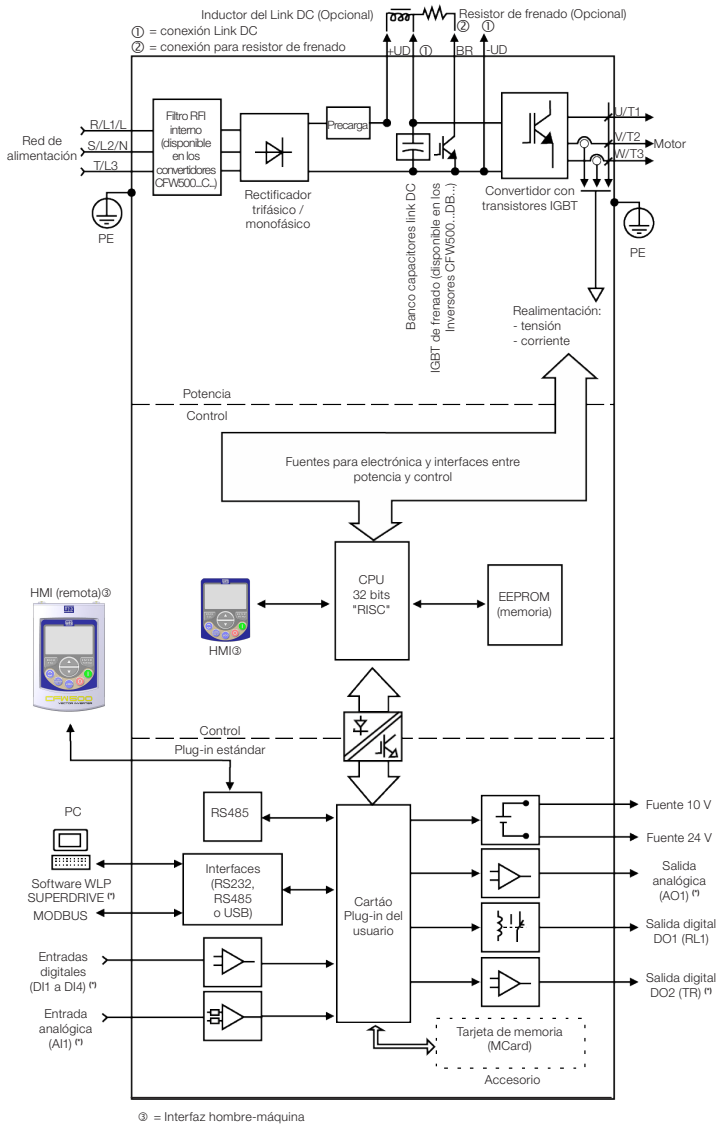 Inductor del Link DC (Opcional)
Resistor de frenado (Opcional)
① = conexión Link DC
② = conexión para resistor de frenado
② ①
+UD ① BR -UD
Red de
alimentación
R/L1/L
S/L2/N
T/L3
PE
Filtro RFI
interno
(disponible
en los
convertidores
CFW500...C...)
Rectificador
trifásico /
monofásico
Precarga
Banco capacitores link DC
IGBT de frenado (disponible en los
Inversores CFW500...DB...)
Convertidor con
transistores IGBT
U/T1
V/T2
W/T3
Motor
PE
Realimentación:
- tensión
- corriente
Potencia
Control
Fuentes para electrónica y interfaces entre
potencia y control
HMI (remota)③
CFW500
VECTOR INVERTER
HMI③
CPU
32 bits
"RISC"
EEPROM
(memoria)
Control
Plug-in estándar
RS485
PC
Software WLP
SUPERDRIVE (*)
MODBUS
Interfaces
(RS232,
RS485
o USB)
Entradas
digitales
(DI1 a DI4) (*)
Entrada
analógica
(AI1) (*)
Cartáo
Plug-in del
usuario
Fuente 10 V
Fuente 24 V
Salida
analógica
(AO1) (*)
Salida digital
DO1 (RL1)
Salida digital
DO2 (TR) (*)
Tarjeta de memoria
(MCard)
Accesorio
③ = Interfaz hombre-máquina